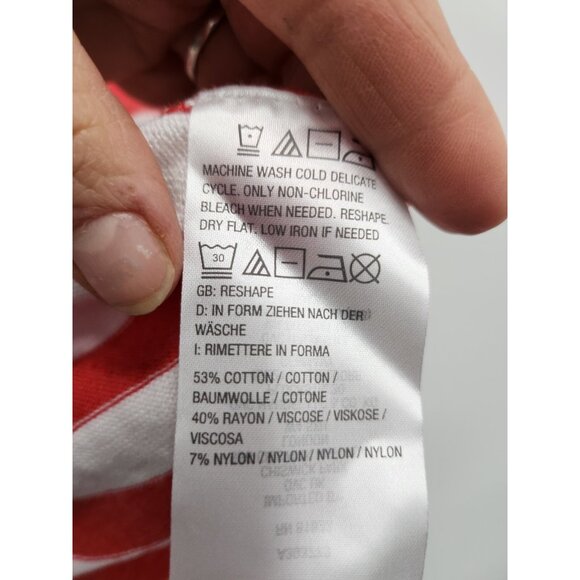 MACHINE WASH COLD DELICATE
CYCLE. ONLY NON-CHLORINE
BLEACH WHEN NEEDED. RESHAPE.
DRY FLAT. LOW IRON IF NEEDED
30
GB: RESHAPE
D: IN FORM ZIEHEN NACH DER
WÄSCHE
I: RIMETTERE IN FORMA
53% COTTON / COTTON /
BAUMWOLLE / COTONE
40% RAYON / VISCOSE / VISKOSE /
VISCOSA
7% NYLON / NYLON / NYLON / NYLON